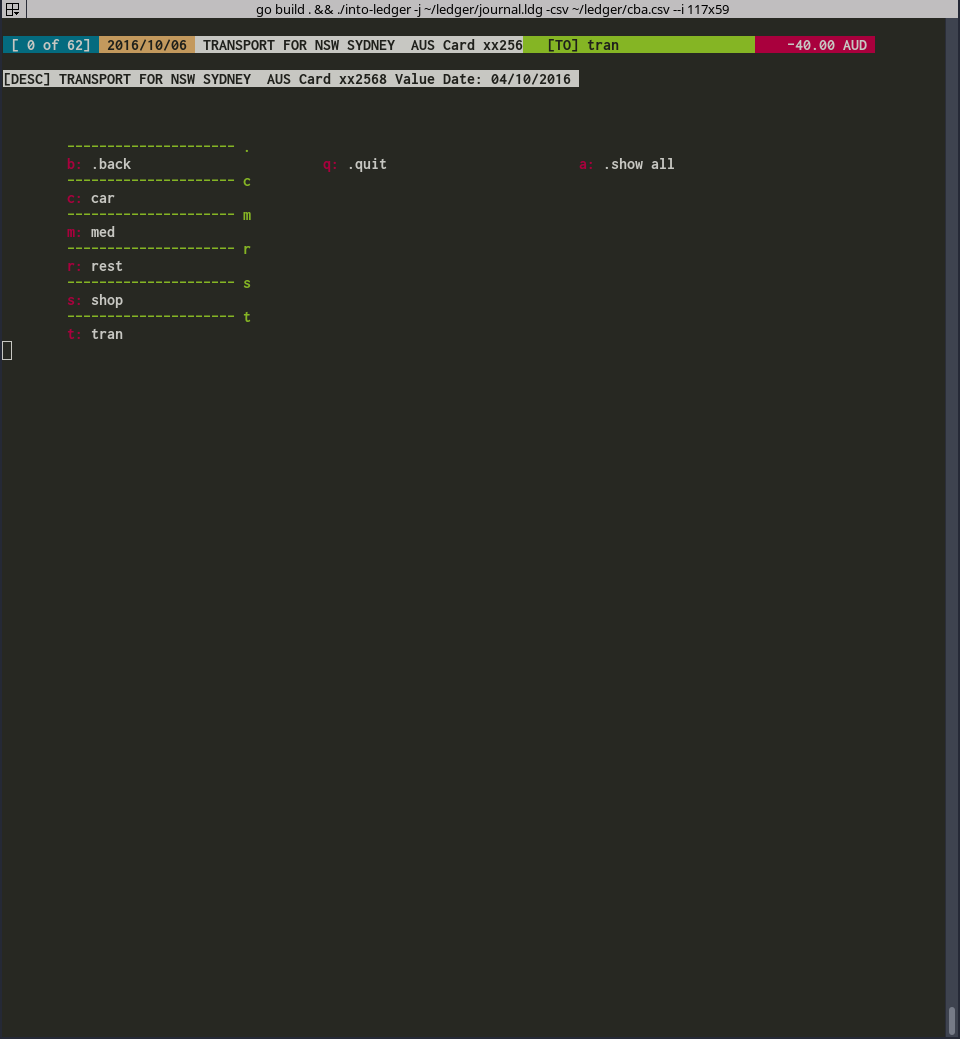 go build . && ./into-ledger -j ~/ledger/journal.ldg -csv ~/ledger/cba.csv --i 117x59
[ 0 of 62] 2016/10/06 TRANSPORT FOR NSW SYDNEY  AUS Card xx256 [TO] tran -40.00 AUD
[DESC] TRANSPORT FOR NSW SYDNEY  AUS Card xx2568 Value Date: 04/10/2016
--------------------- .
b: .back q: .quit a: .show all
--------------------- c
c: car
--------------------- m
m: med
--------------------- r
r: rest
--------------------- s
s: shop
--------------------- t
t: tran